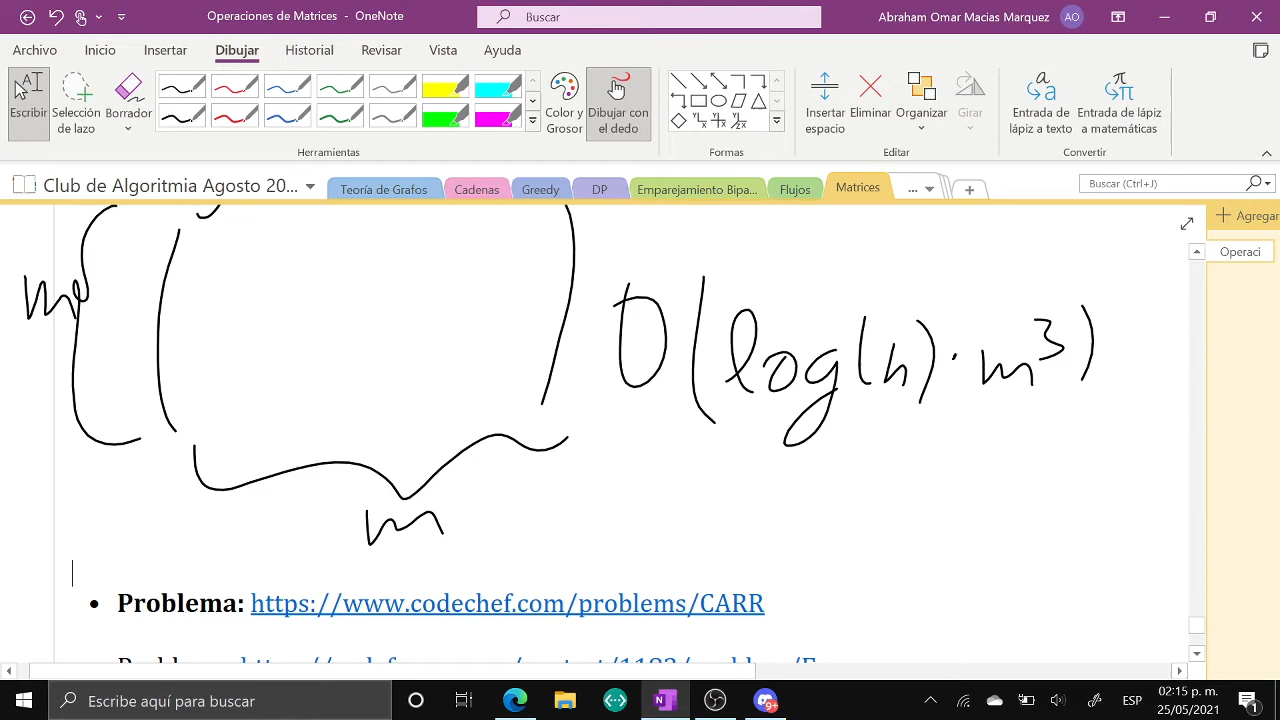 Operaciones de Matrices - OneNote
Buscar
Abraham Omar Macias Marquez AO
Archivo Inicio Insertar Dibujar Historial Revisar Vista Ayuda
Escribir
Selección de lazo
Borrador
Color y Grosor
Dibujar con el dedo
Insertar espacio
Eliminar
Organizar
Girar
Entrada de lápiz a texto
Entrada de lápiz a matemáticas
Herramientas Formas Editar Convertir
Club de Algoritmia Agosto 20...
Teoría de Grafos Cadenas Greedy DP Emparejamiento Bipa... Flujos Matrices ...
Buscar (Ctrl+J)
Agregar
Operaci
m
O(log(n)·m³)
m
• Problema: https://www.codechef.com/problems/CARR
Escribe aquí para buscar
9+
ESP
02:15 p. m.
25/05/2021
1